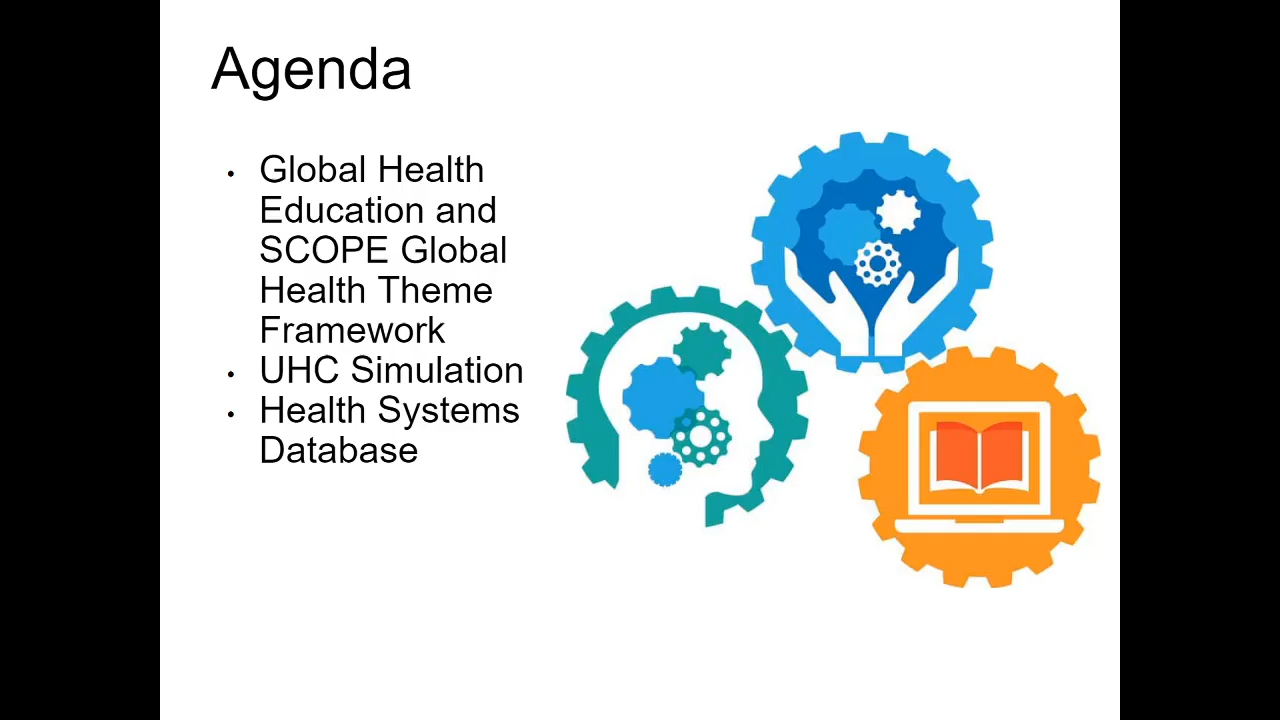 Agenda
• Global Health
Education and
SCOPE Global
Health Theme
Framework
• UHC Simulation
• Health Systems
Database